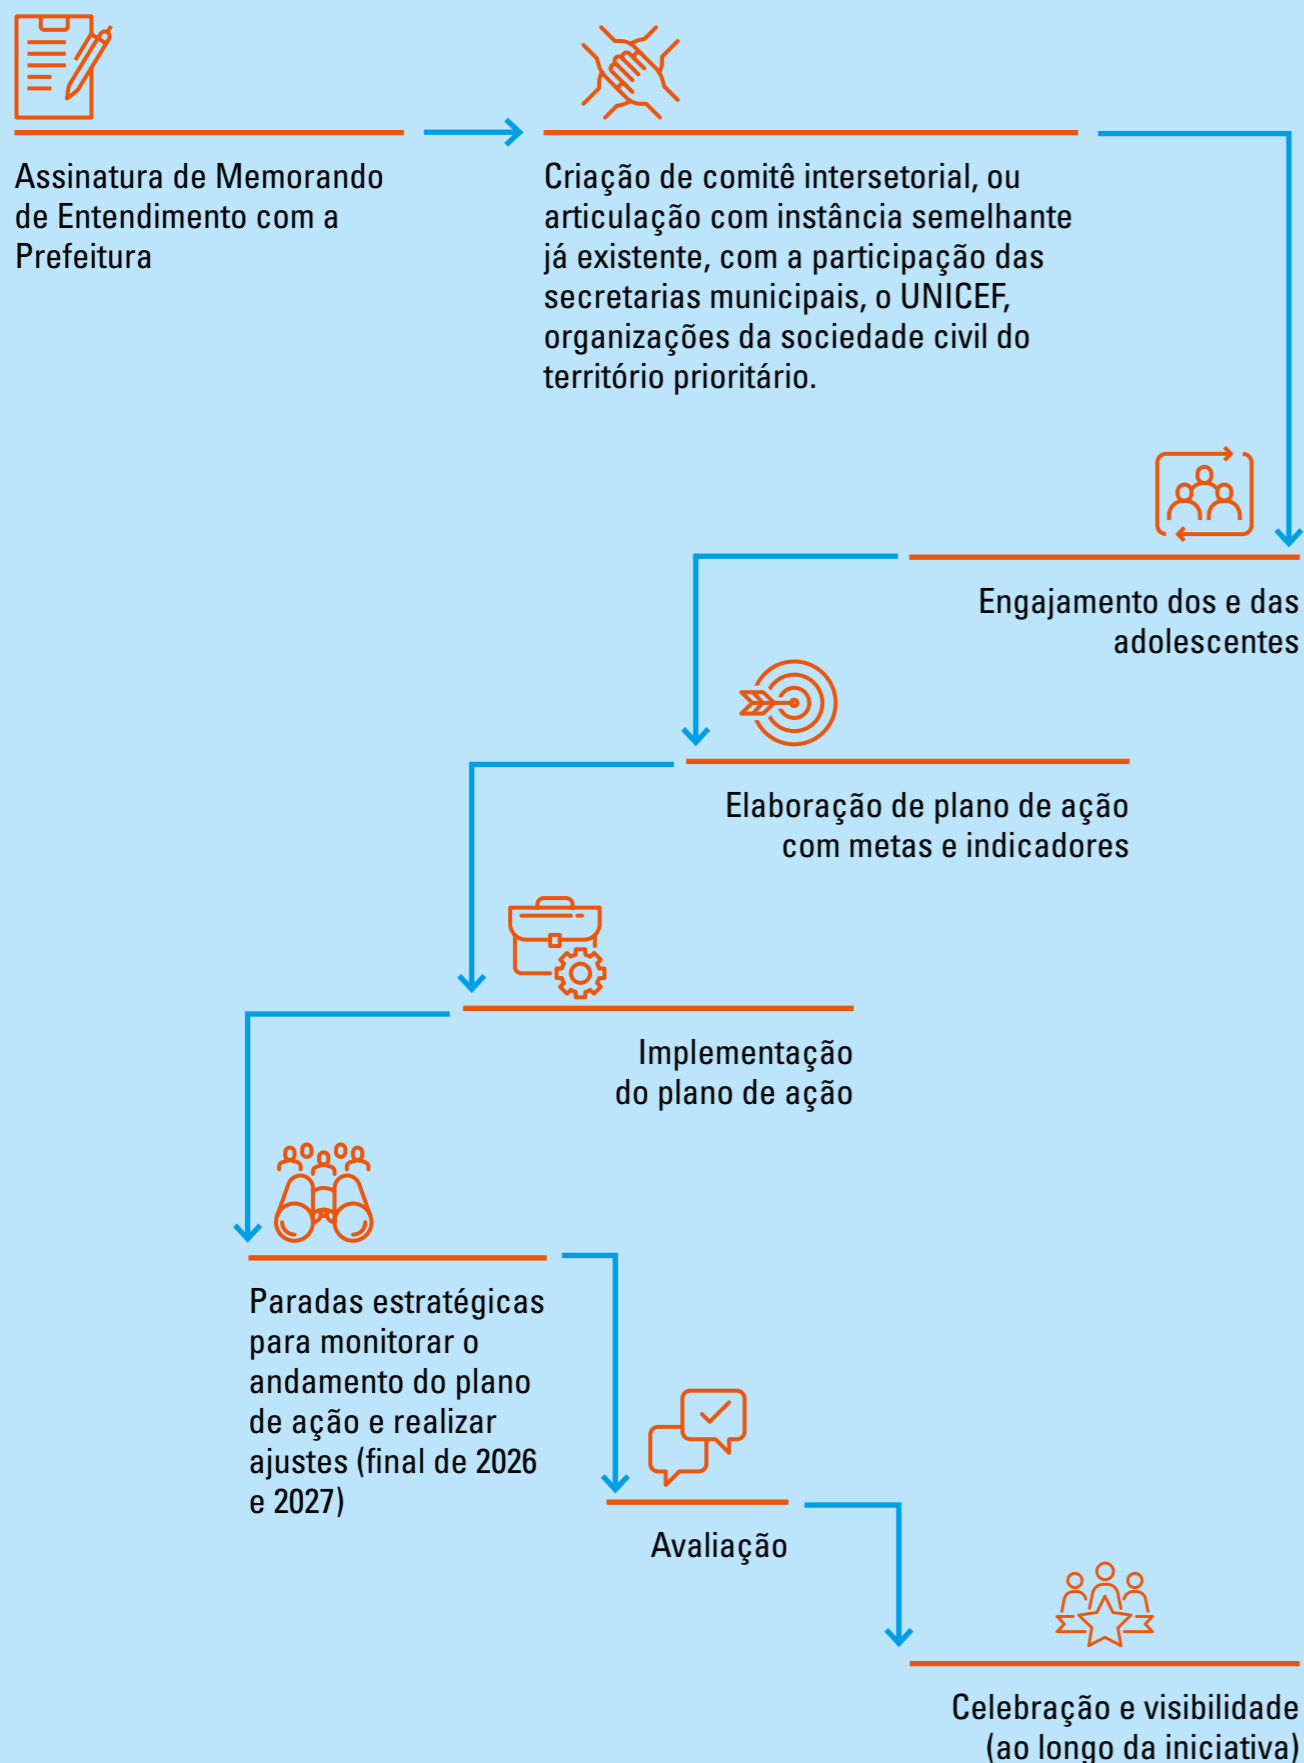 Assinatura de Memorando
de Entendimento com a
Prefeitura
Criação de comitê intersetorial, ou
articulação com instância semelhante
já existente, com a participação das
secretarias municipais, o UNICEF,
organizações da sociedade civil do
território prioritário.
Engajamento dos e das
adolescentes
Elaboração de plano de ação
com metas e indicadores
Implementação
do plano de ação
Paradas estratégicas
para monitorar o
andamento do plano
de ação e realizar
ajustes (final de 2026
e 2027)
Avaliação
Celebração e visibilidade
(ao longo da iniciativa)